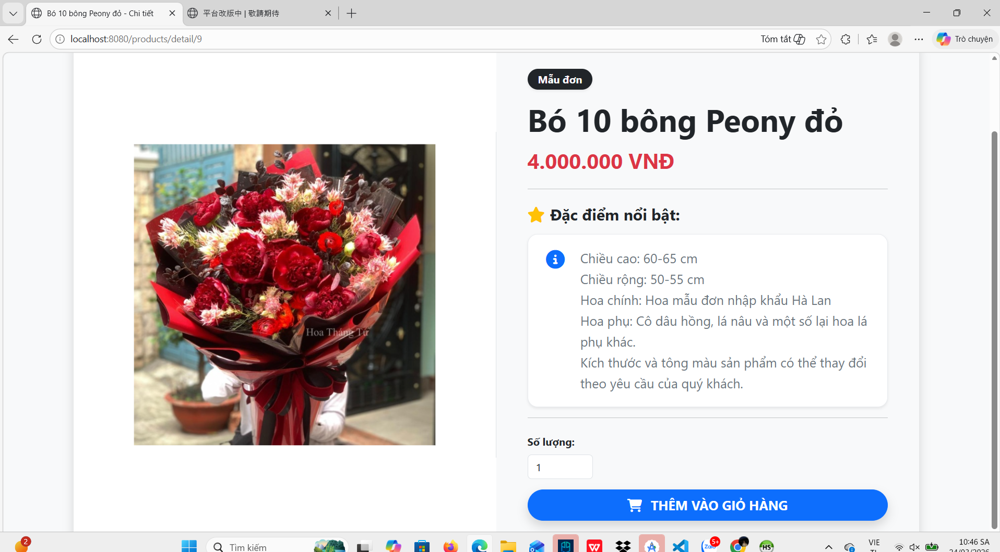 Bó 10 bông Peony đỏ - Chi tiết
平台改版中 | 敬請期待
localhost:8080/products/detail/9
Tóm tắt
Trò chuyện
Mẫu đơn
Bó 10 bông Peony đỏ
4.000.000 VNĐ
Đặc điểm nổi bật:
Chiều cao: 60-65 cm
Chiều rộng: 50-55 cm
Hoa chính: Hoa mẫu đơn nhập khẩu Hà Lan
Hoa phụ: Cô dâu hồng, lá nâu và một số lại hoa lá
phụ khác.
Kích thước và tông màu sản phẩm có thể thay đổi
theo yêu cầu của quý khách.
Hoa Tháng Tư
Số lượng:
1
THÊM VÀO GIỎ HÀNG
2
Tìm kiếm
Zalo
5+
HS
VIE
10:46 SA